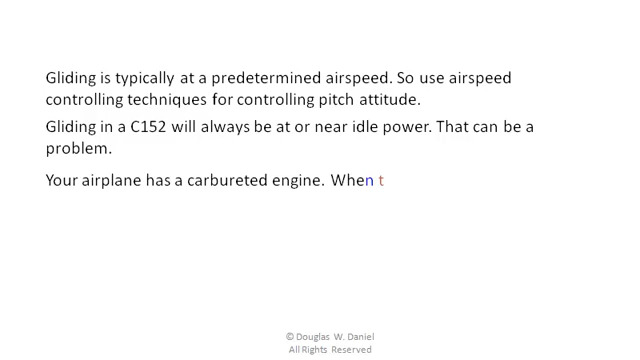 Gliding is typically at a predetermined airspeed. So use airspeed
controlling techniques for controlling pitch attitude.
Gliding in a C152 will always be at or near idle power. That can be a
problem.
Your airplane has a carbureted engine. When t
© Douglas W. Daniel
All Rights Reserved